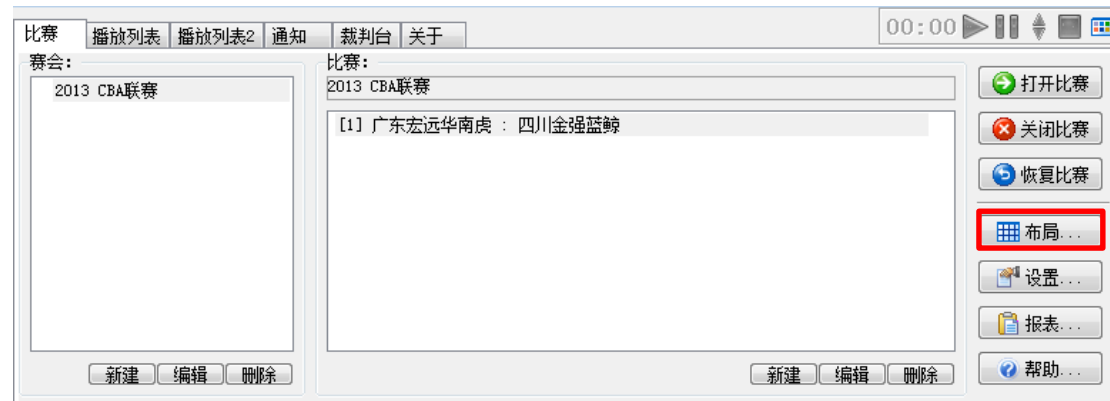 比赛 播放列表 播放列表2 通知 裁判台 关于 00:00
赛会: 比赛:
2013 CBA联赛 2013 CBA联赛 打开比赛
[1] 广东宏远华南虎 : 四川金强蓝鲸 关闭比赛
恢复比赛
布局...
设置...
报表...
新建 编辑 删除 新建 编辑 删除 帮助...